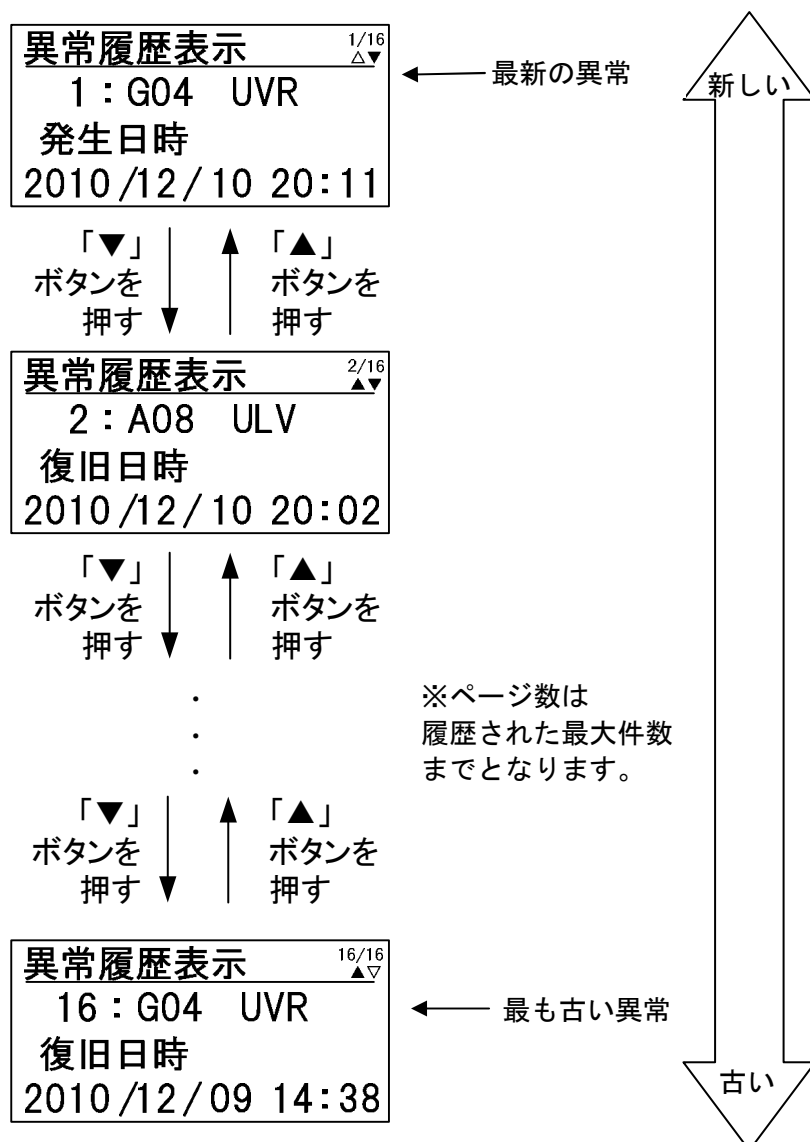 異常履歴表示 1/16
△▼
1：G04 UVR
発生日時
2010/12/10 20:11
最新の異常
新しい
「▼」
ボタンを
押す
「▲」
ボタンを
押す
異常履歴表示 2/16
▲▼
2：A08 ULV
復旧日時
2010/12/10 20:02
「▼」
ボタンを
押す
「▲」
ボタンを
押す
・
・
・
※ページ数は
履歴された最大件数
までとなります。
「▼」
ボタンを
押す
「▲」
ボタンを
押す
異常履歴表示 16/16
▲▽
16：G04 UVR
復旧日時
2010/12/09 14:38
最も古い異常
古い